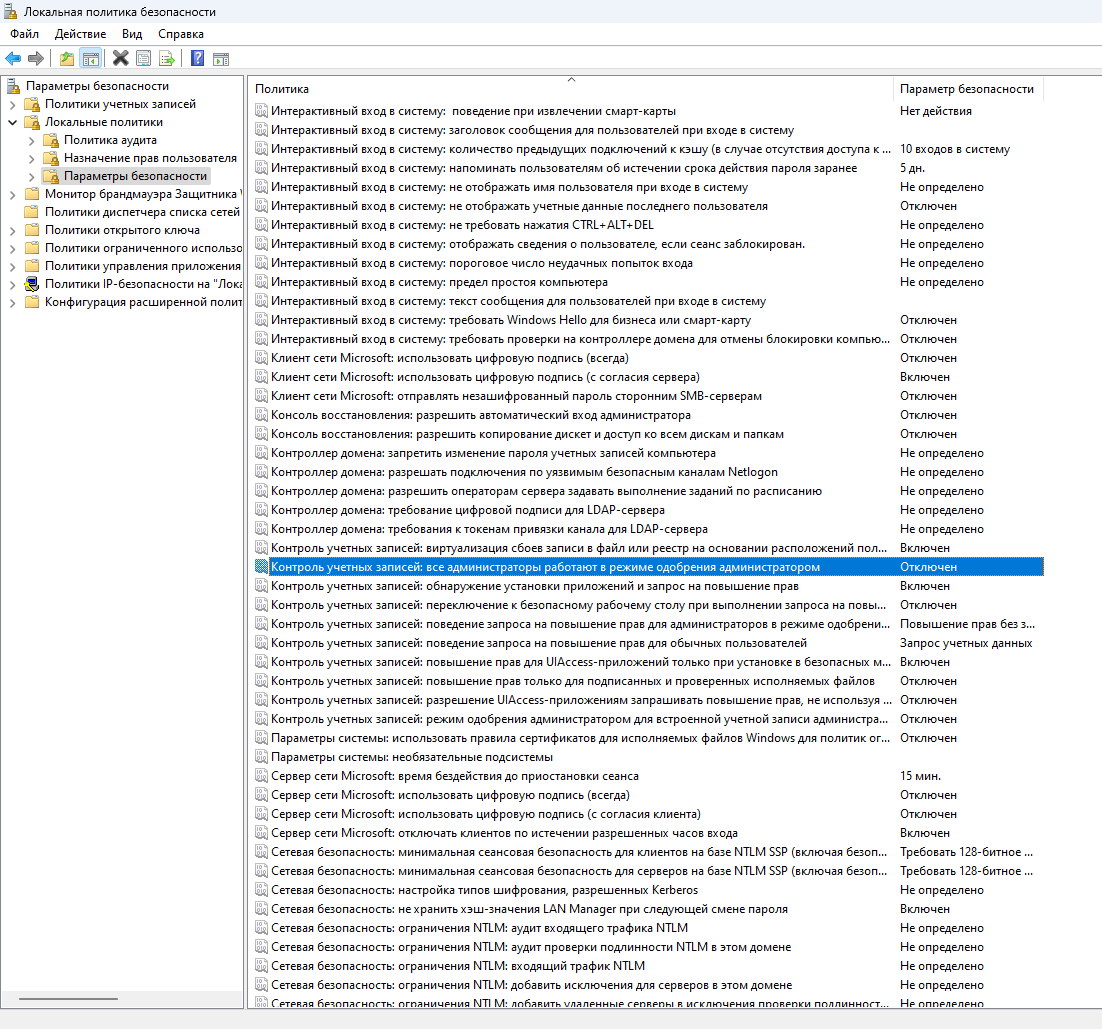 Локальная политика безопасности
Файл Действие Вид Справка
Параметры безопасности
Политики учетных записей
Локальные политики
Политика аудита
Назначение прав пользователя
Параметры безопасности
Монитор брандмауэра Защитника
Политики диспетчера списка сетей
Политики открытого ключа
Политики ограниченного использо
Политики управления приложения
Политики IP-безопасности на "Лока
Конфигурация расширенной полит
Политика Параметр безопасности
Интерактивный вход в систему:  поведение при извлечении смарт-карты Нет действия
Интерактивный вход в систему: заголовок сообщения для пользователей при входе в систему
Интерактивный вход в систему: количество предыдущих подключений к кэшу (в случае отсутствия доступа к ... 10 входов в систему
Интерактивный вход в систему: напоминать пользователям об истечении срока действия пароля заранее 5 дн.
Интерактивный вход в систему: не отображать имя пользователя при входе в систему Не определено
Интерактивный вход в систему: не отображать учетные данные последнего пользователя Отключен
Интерактивный вход в систему: не требовать нажатия CTRL+ALT+DEL Не определено
Интерактивный вход в систему: отображать сведения о пользователе, если сеанс заблокирован. Не определено
Интерактивный вход в систему: пороговое число неудачных попыток входа Не определено
Интерактивный вход в систему: предел простоя компьютера Не определено
Интерактивный вход в систему: текст сообщения для пользователей при входе в систему
Интерактивный вход в систему: требовать Windows Hello для бизнеса или смарт-карту Отключен
Интерактивный вход в систему: требовать проверки на контроллере домена для отмены блокировки компью... Отключен
Клиент сети Microsoft: использовать цифровую подпись (всегда) Отключен
Клиент сети Microsoft: использовать цифровую подпись (с согласия сервера) Включен
Клиент сети Microsoft: отправлять незашифрованный пароль сторонним SMB-серверам Отключен
Консоль восстановления: разрешить автоматический вход администратора Отключен
Консоль восстановления: разрешить копирование дискет и доступ ко всем дискам и папкам Отключен
Контроллер домена: запретить изменение пароля учетных записей компьютера Не определено
Контроллер домена: разрешать подключения по уязвимым безопасным каналам Netlogon Не определено
Контроллер домена: разрешить операторам сервера задавать выполнение заданий по расписанию Не определено
Контроллер домена: требование цифровой подписи для LDAP-сервера Не определено
Контроллер домена: требования к токенам привязки канала для LDAP-сервера Не определено
Контроль учетных записей: виртуализация сбоев записи в файл или реестр на основании расположений пол... Включен
Контроль учетных записей: все администраторы работают в режиме одобрения администратором Отключен
Контроль учетных записей: обнаружение установки приложений и запрос на повышение прав Включен
Контроль учетных записей: переключение к безопасному рабочему столу при выполнении запроса на повы... Отключен
Контроль учетных записей: поведение запроса на повышение прав для администраторов в режиме одобрени... Повышение прав без з...
Контроль учетных записей: поведение запроса на повышение прав для обычных пользователей Запрос учетных данных
Контроль учетных записей: повышение прав для UIAccess-приложений только при установке в безопасных м... Включен
Контроль учетных записей: повышение прав только для подписанных и проверенных исполняемых файлов Отключен
Контроль учетных записей: разрешение UIAccess-приложениям запрашивать повышение прав, не используя ... Отключен
Контроль учетных записей: режим одобрения администратором для встроенной учетной записи администра... Отключен
Параметры системы: использовать правила сертификатов для исполняемых файлов Windows для политик ог... Отключен
Параметры системы: необязательные подсистемы
Сервер сети Microsoft: время бездействия до приостановки сеанса 15 мин.
Сервер сети Microsoft: использовать цифровую подпись (всегда) Отключен
Сервер сети Microsoft: использовать цифровую подпись (с согласия клиента) Отключен
Сервер сети Microsoft: отключать клиентов по истечении разрешенных часов входа Включен
Сетевая безопасность: минимальная сеансовая безопасность для клиентов на базе NTLM SSP (включая безоп... Требовать 128-битное ...
Сетевая безопасность: минимальная сеансовая безопасность для серверов на базе NTLM SSP (включая безоп... Требовать 128-битное ...
Сетевая безопасность: настройка типов шифрования, разрешенных Kerberos Не определено
Сетевая безопасность: не хранить хэш-значения LAN Manager при следующей смене пароля Включен
Сетевая безопасность: ограничения NTLM: аудит входящего трафика NTLM Не определено
Сетевая безопасность: ограничения NTLM: аудит проверки подлинности NTLM в этом домене Не определено
Сетевая безопасность: ограничения NTLM: входящий трафик NTLM Не определено
Сетевая безопасность: ограничения NTLM: добавить исключения для серверов в этом домене Не определено
Сетевая безопасность: ограничения NTLM: добавить удаленные серверы в исключения проверки подлинност... Не определено